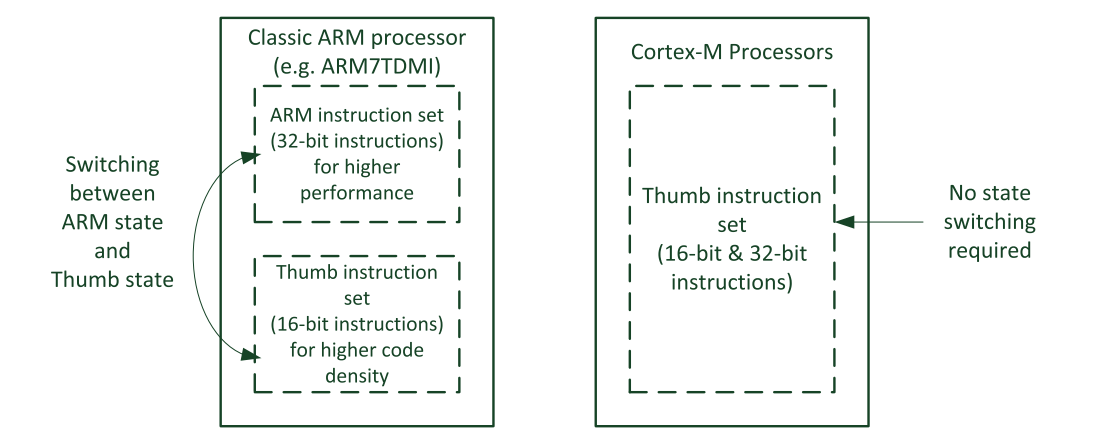 Classic ARM processor
(e.g. ARM7TDMI)
ARM instruction set
(32-bit instructions)
for higher
performance
Switching
between
ARM state
and
Thumb state
Thumb instruction
set
(16-bit instructions)
for higher code
density
Cortex-M Processors
Thumb instruction
set
(16-bit & 32-bit
instructions)
No state
switching
required